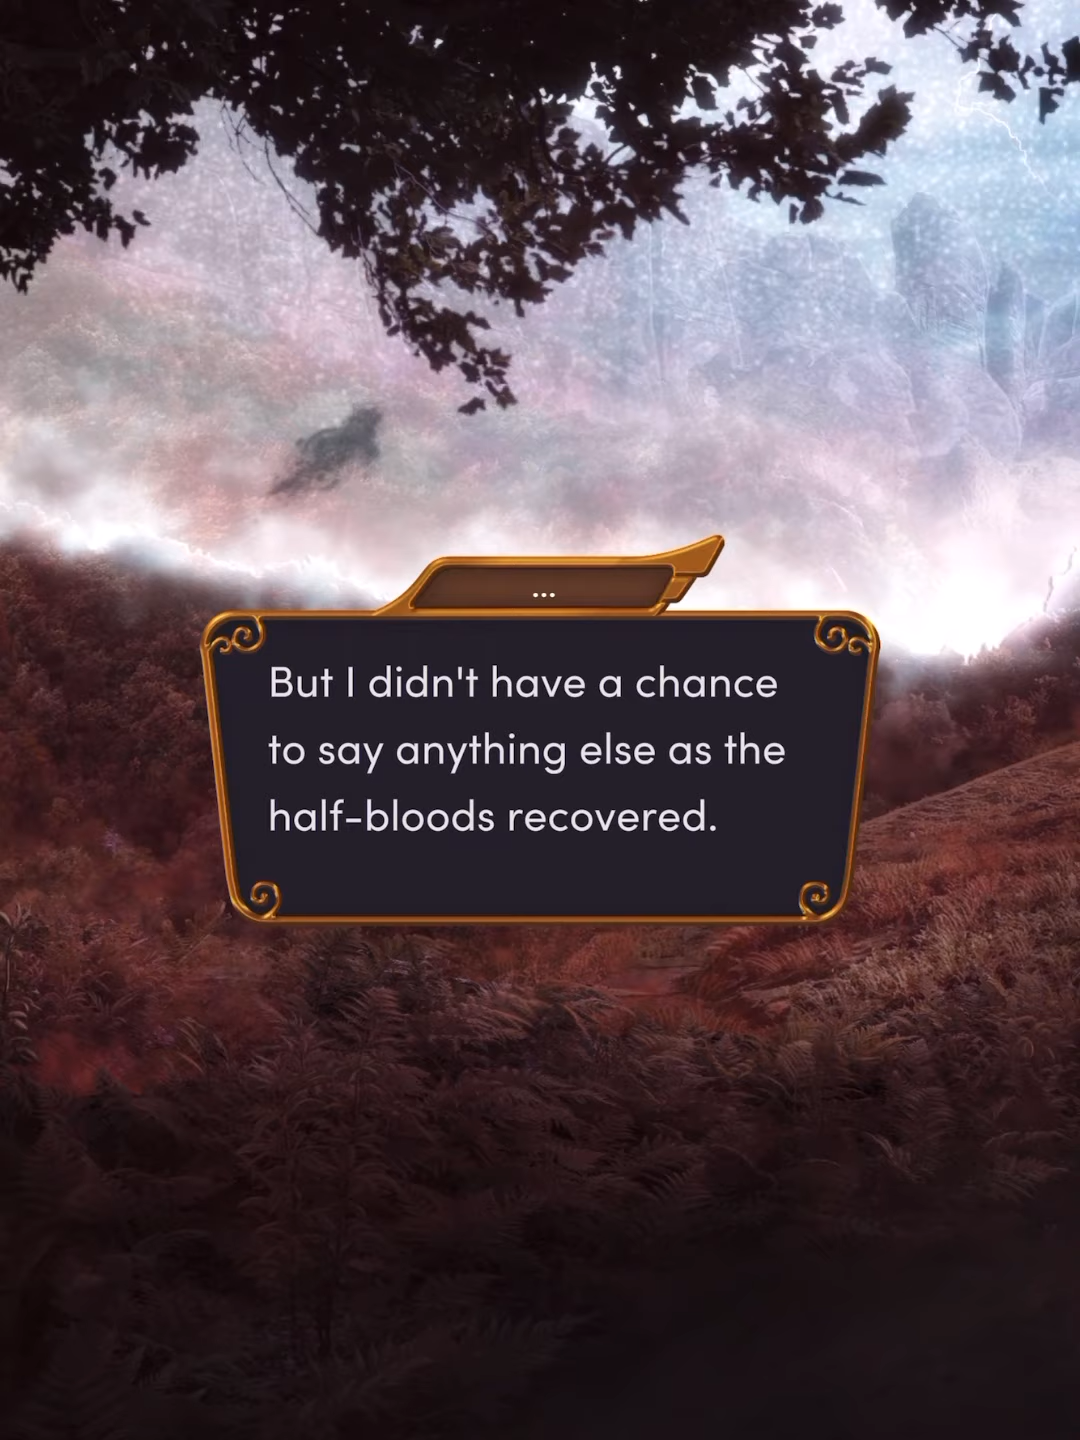 ...
But I didn't have a chance
to say anything else as the
half-bloods recovered.